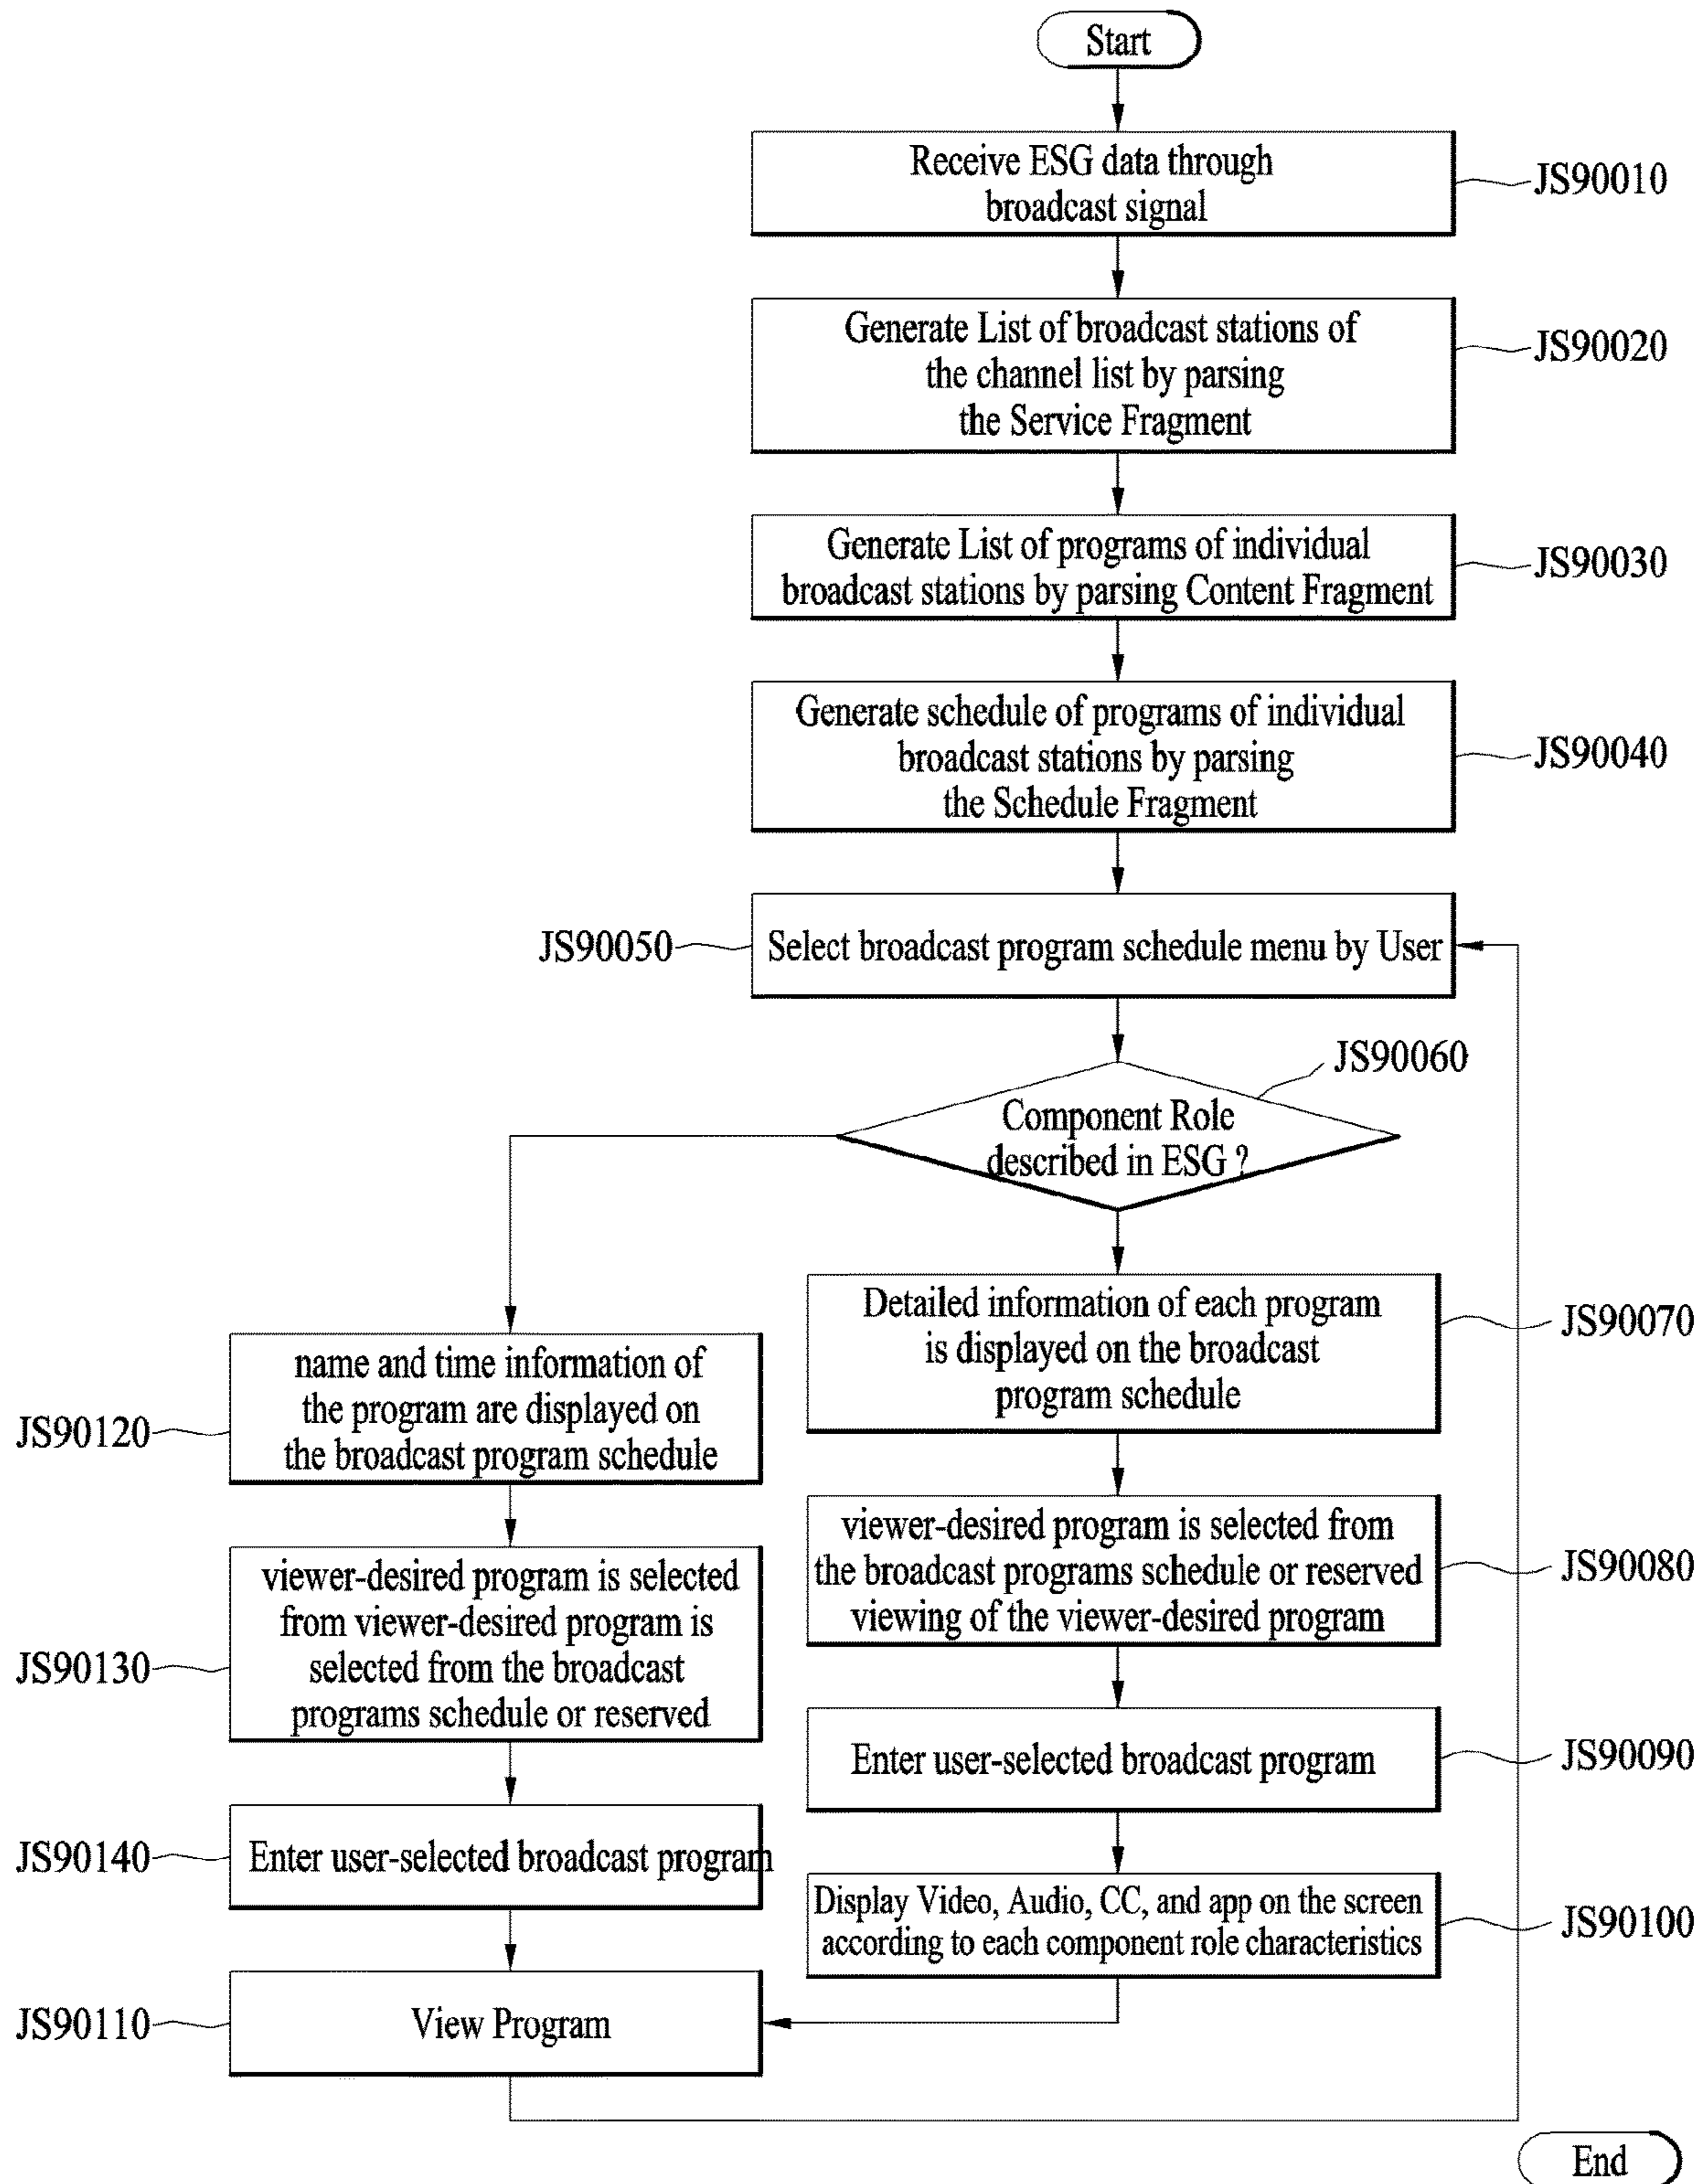 Start
Receive ESG data through
broadcast signal
JS90010
Generate List of broadcast stations of
the channel list by parsing
the Service Fragment
JS90020
Generate List of programs of individual
broadcast stations by parsing Content Fragment
JS90030
Generate schedule of programs of individual
broadcast stations by parsing
the Schedule Fragment
JS90040
JS90050
Select broadcast program schedule menu by User
JS90060
Component Role
described in ESG ?
Detailed information of each program
is displayed on the broadcast
program schedule
JS90070
JS90120
name and time information of
the program are displayed on
the broadcast program schedule
viewer-desired program is selected from
the broadcast programs schedule or reserved
viewing of the viewer-desired program
JS90080
JS90130
viewer-desired program is selected
from viewer-desired program is
selected from the broadcast
programs schedule or reserved
Enter user-selected broadcast program
JS90090
JS90140
Enter user-selected broadcast program
Display Video, Audio, CC, and app on the screen
according to each component role characteristics
JS90100
JS90110
View Program
End